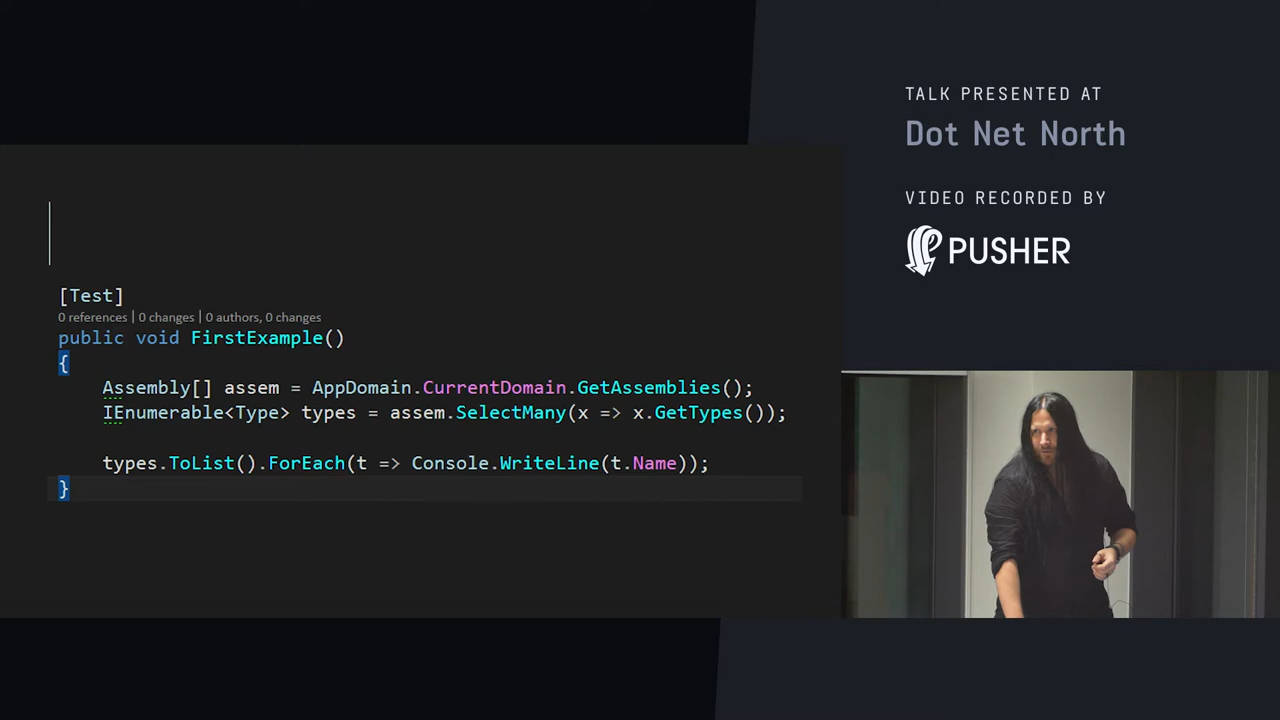 TALK PRESENTED AT
Dot Net North
VIDEO RECORDED BY
PUSHER
[Test]
0 references | 0 changes | 0 authors, 0 changes
public void FirstExample()
{
Assembly[] assem = AppDomain.CurrentDomain.GetAssemblies();
IEnumerable<Type> types = assem.SelectMany(x => x.GetTypes());
types.ToList().ForEach(t => Console.WriteLine(t.Name));
}